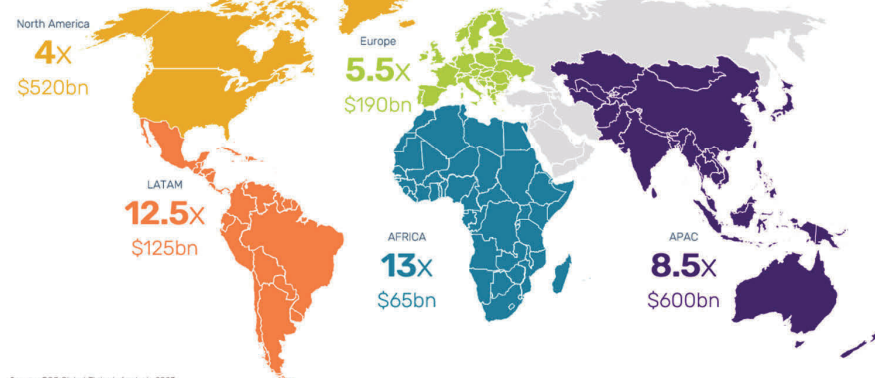 North America
4x
$520bn
Europe
5.5x
$190bn
LATAM
12.5x
$125bn
AFRICA
13x
$65bn
APAC
8.5x
$600bn